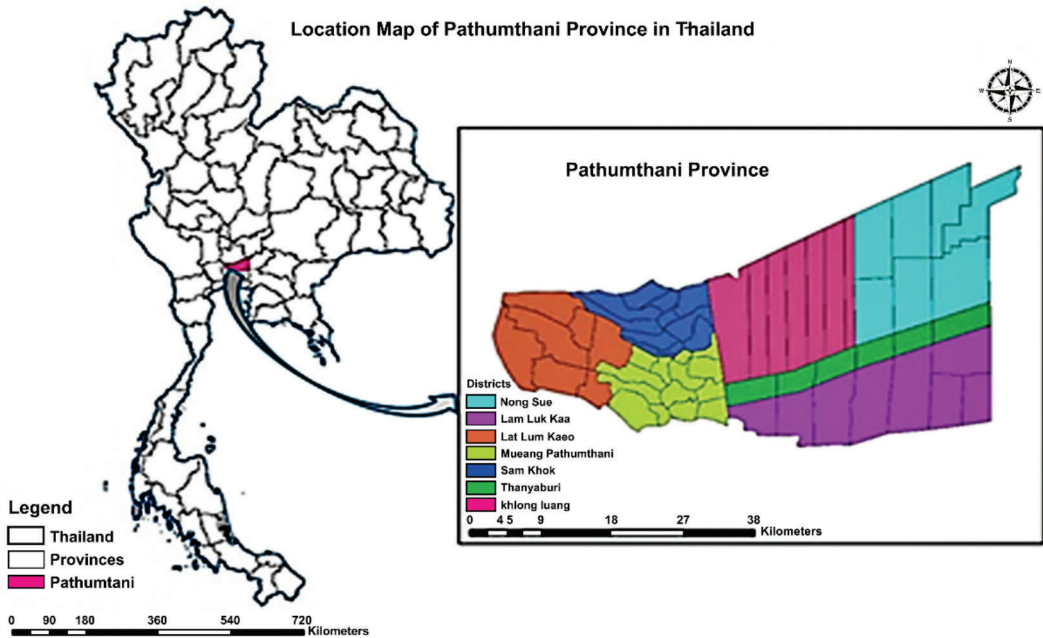 Location Map of Pathumthani Province in Thailand
N
W
E
S
Pathumthani Province
Districts
Nong Sue
Lam Luk Kaa
Lat Lum Kaeo
Mueang Pathumthani
Sam Khok
Thanyaburi
khlong luang
0 4 5 9 18 27 38
Kilometers
Legend
Thailand
Provinces
Pathumtani
0 90 180 360 540 720
Kilometers